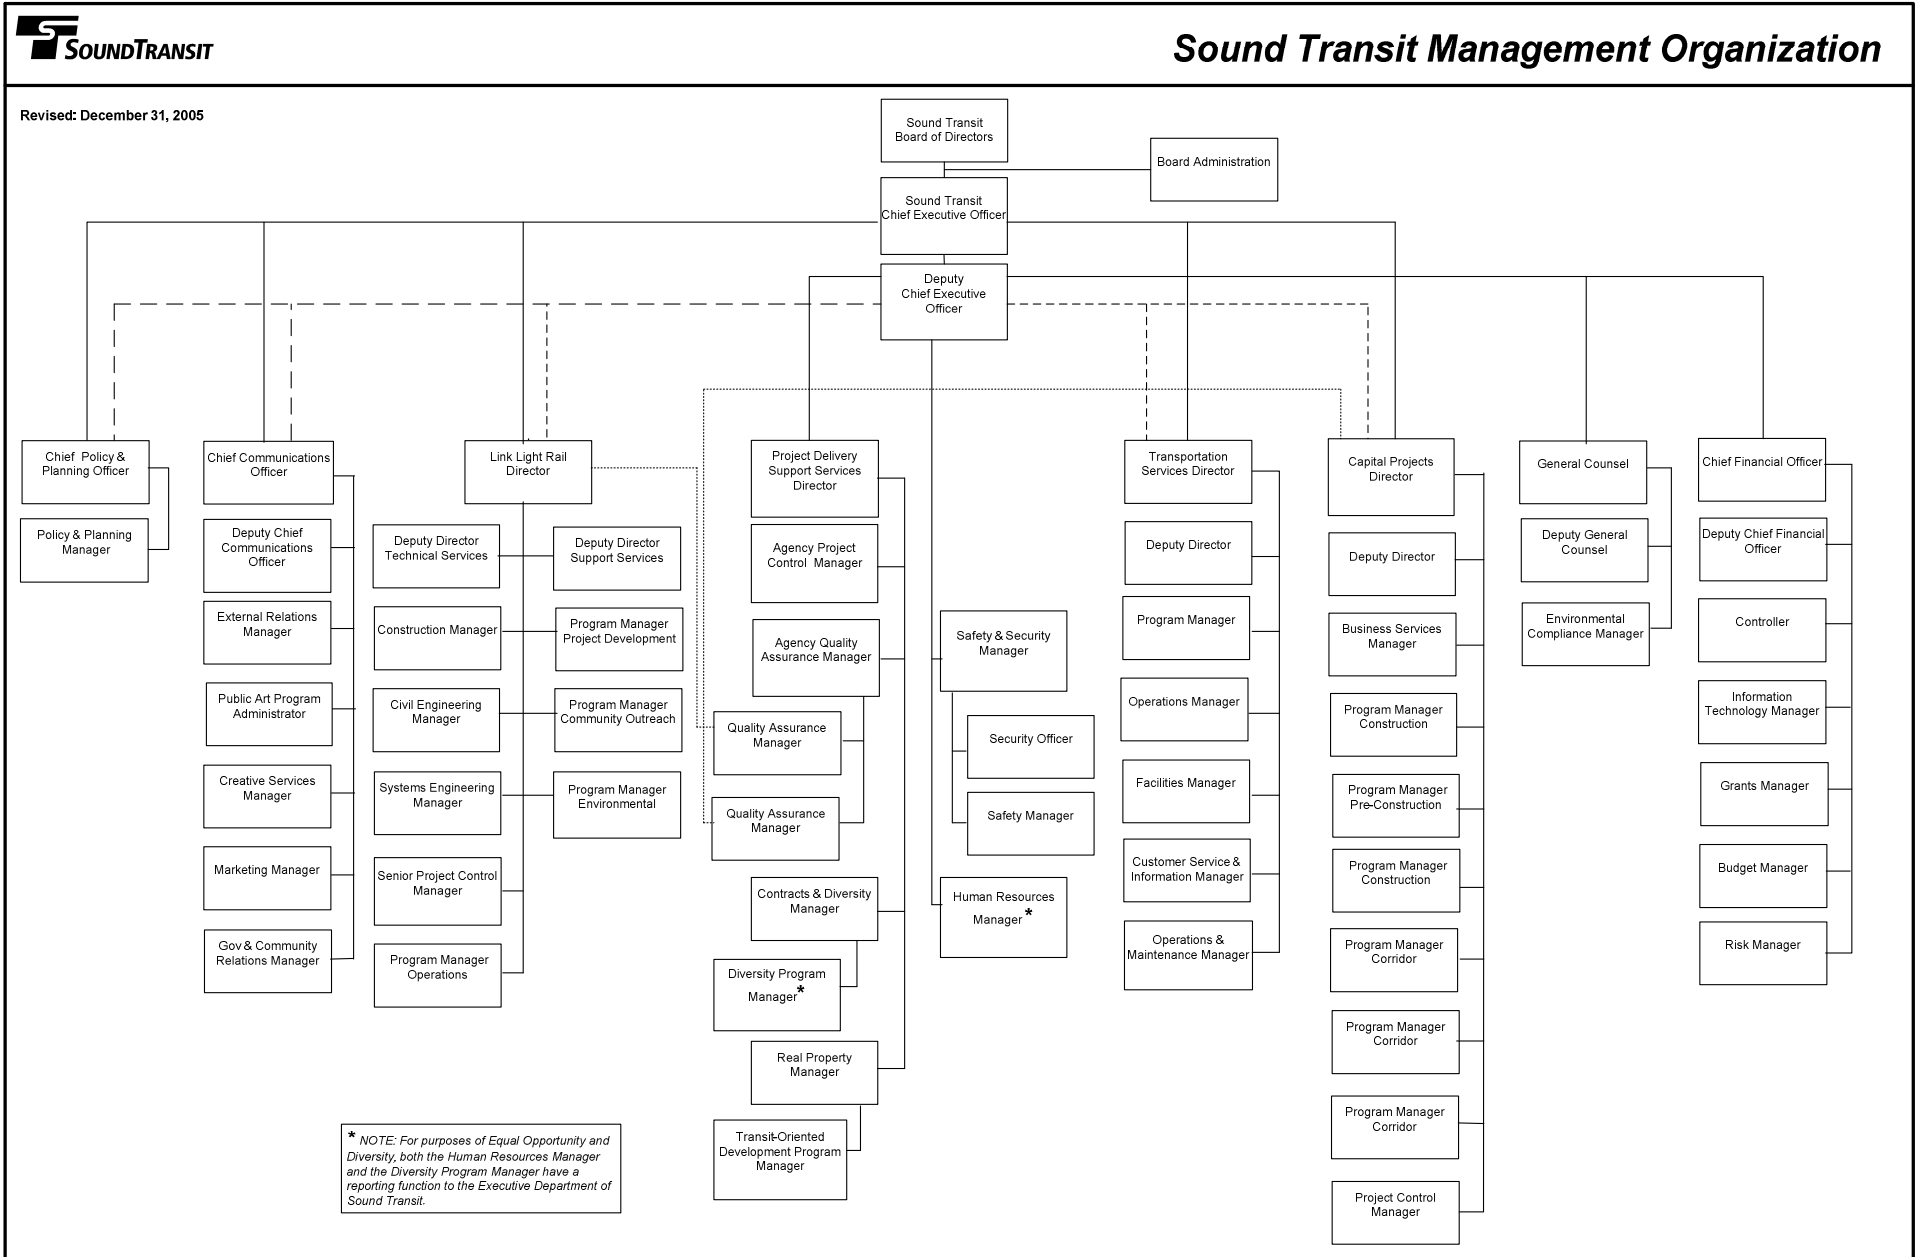 SOUNDTRANSIT
Sound Transit Management Organization
Revised: December 31, 2005
Sound Transit
Board of Directors
Board Administration
Sound Transit
Chief Executive Officer
Deputy
Chief Executive
Officer
Chief Policy &
Planning Officer
Policy & Planning
Manager
Chief Communications
Officer
Deputy Chief
Communications
Officer
External Relations
Manager
Public Art Program
Administrator
Creative Services
Manager
Marketing Manager
Gov & Community
Relations Manager
Link Light Rail
Director
Deputy Director
Technical Services
Deputy Director
Support Services
Construction Manager
Program Manager
Project Development
Civil Engineering
Manager
Program Manager
Community Outreach
Systems Engineering
Manager
Program Manager
Environmental
Senior Project Control
Manager
Program Manager
Operations
Project Delivery
Support Services
Director
Agency Project
Control Manager
Agency Quality
Assurance Manager
Quality Assurance
Manager
Quality Assurance
Manager
Contracts & Diversity
Manager
Diversity Program
Manager*
Real Property
Manager
Transit-Oriented
Development Program
Manager
Safety & Security
Manager
Security Officer
Safety Manager
Human Resources
Manager*
Transportation
Services Director
Deputy Director
Program Manager
Operations Manager
Facilities Manager
Customer Service &
Information Manager
Operations &
Maintenance Manager
Capital Projects
Director
Deputy Director
Business Services
Manager
Program Manager
Construction
Program Manager
Pre-Construction
Program Manager
Construction
Program Manager
Corridor
Program Manager
Corridor
Program Manager
Corridor
Project Control
Manager
General Counsel
Deputy General
Counsel
Environmental
Compliance Manager
Chief Financial Officer
Deputy Chief Financial
Officer
Controller
Information
Technology Manager
Grants Manager
Budget Manager
Risk Manager
* NOTE: For purposes of Equal Opportunity and
Diversity, both the Human Resources Manager
and the Diversity Program Manager have a
reporting function to the Executive Department of
Sound Transit.